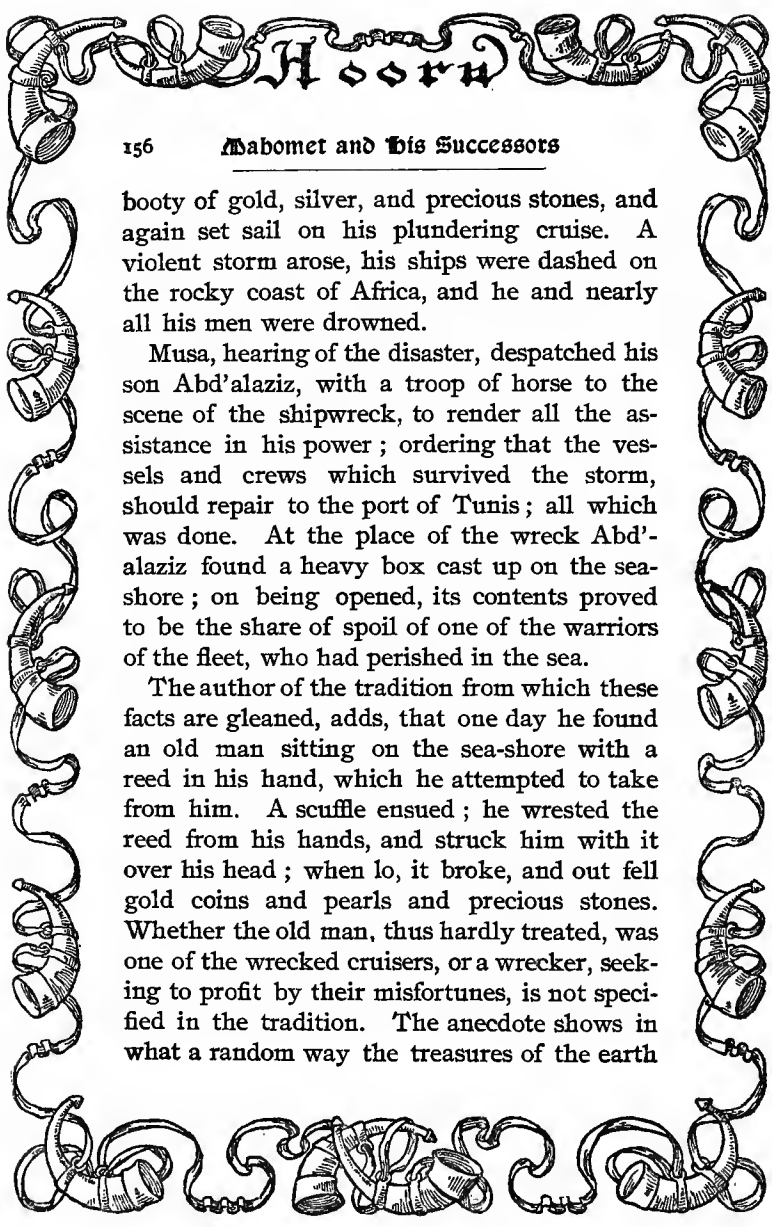 Hoorn
156 Mahomet and His Successors
booty of gold, silver, and precious stones, and
again set sail on his plundering cruise. A
violent storm arose, his ships were dashed on
the rocky coast of Africa, and he and nearly
all his men were drowned.
Musa, hearing of the disaster, despatched his
son Abd’alaziz, with a troop of horse to the
scene of the shipwreck, to render all the as-
sistance in his power ; ordering that the ves-
sels and crews which survived the storm,
should repair to the port of Tunis ; all which
was done. At the place of the wreck Abd’-
alaziz found a heavy box cast up on the sea-
shore ; on being opened, its contents proved
to be the share of spoil of one of the warriors
of the fleet, who had perished in the sea.
The author of the tradition from which these
facts are gleaned, adds, that one day he found
an old man sitting on the sea-shore with a
reed in his hand, which he attempted to take
from him. A scuffle ensued ; he wrested the
reed from his hands, and struck him with it
over his head ; when lo, it broke, and out fell
gold coins and pearls and precious stones.
Whether the old man, thus hardly treated, was
one of the wrecked cruisers, or a wrecker, seek-
ing to profit by their misfortunes, is not speci-
fied in the tradition. The anecdote shows in
what a random way the treasures of the earth